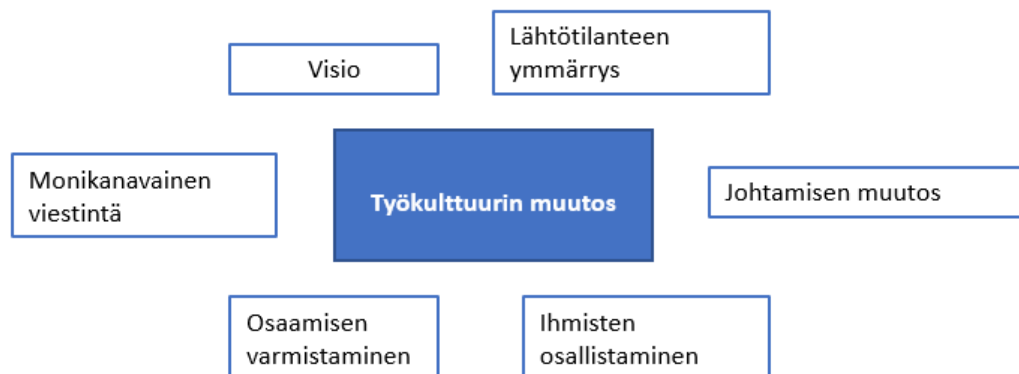 Visio
Lähtötilanteen
ymmärrys
Monikanavainen
viestintä
Työkulttuurin muutos
Johtamisen muutos
Osaamisen
varmistaminen
Ihmisten
osallistaminen